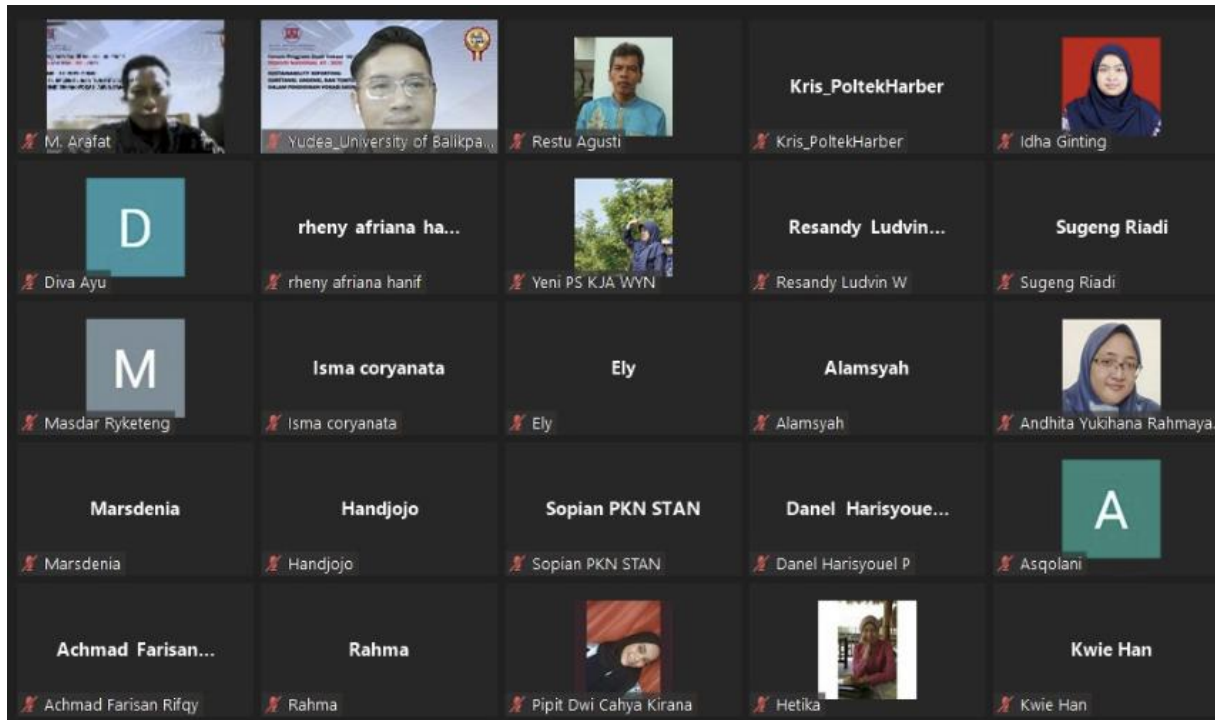 M. Arafat
SUSTAINABILITY REPORTING:
Yudea_University of Balikpa...
Restu Agusti
Kris_PoltekHarber
Kris_PoltekHarber
Idha Ginting
D
Diva Ayu
rheny afriana ha...
rheny afriana hanif
Yeni PS KJA WYN
Resandy Ludvin...
Resandy Ludvin W
Sugeng Riadi
Sugeng Riadi
M
Masdar Ryketeng
Isma coryanata
Isma coryanata
Ely
Ely
Alamsyah
Alamsyah
Andhita Yukihana Rahmaya.
Marsdenia
Marsdenia
Handjojo
Handjojo
Sopian PKN STAN
Sopian PKN STAN
Danel Harisyoue...
Danel Harisyouel P
A
Asqolani
Achmad Farisan...
Achmad Farisan Rifqy
Rahma
Rahma
Pipit Dwi Cahya Kirana
Hetika
Kwie Han
Kwie Han